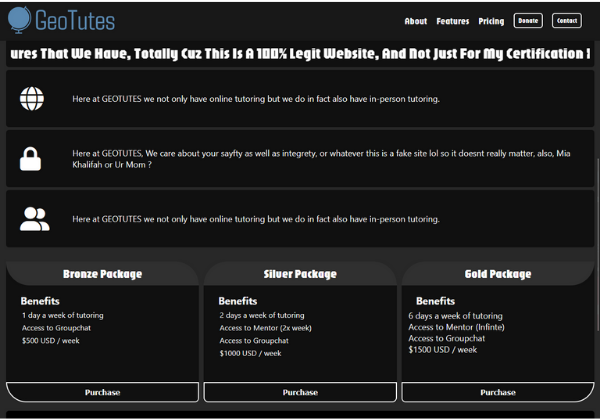 GeoTutes
About Features Pricing Donate Contact
ures That We Have, Totally Cuz This Is A 100% Legit Website, And Not Just For My Certification
Here at GEOTUTES we not only have online tutoring but we do in fact also have in-person tutoring.
Here at GEOTUTES, We care about your sayfty as well as integrety, or whatever this is a fake site lol so it doesnt really matter, also, Mia
Khalifah or Ur Mom ?
Here at GEOTUTES we not only have online tutoring but we do in fact also have in-person tutoring.
Bronze Package
Benefits
1 day a week of tutoring
Access to Groupchat
$500 USD / week
Purchase
Silver Package
Benefits
2 days a week of tutoring
Access to Mentor (2x week)
Access to Groupchat
$1000 USD / week
Purchase
Gold Package
Benefits
6 days a week of tutoring
Access to Mentor (Infinte)
Access to Groupchat
$1500 USD / week
Purchase